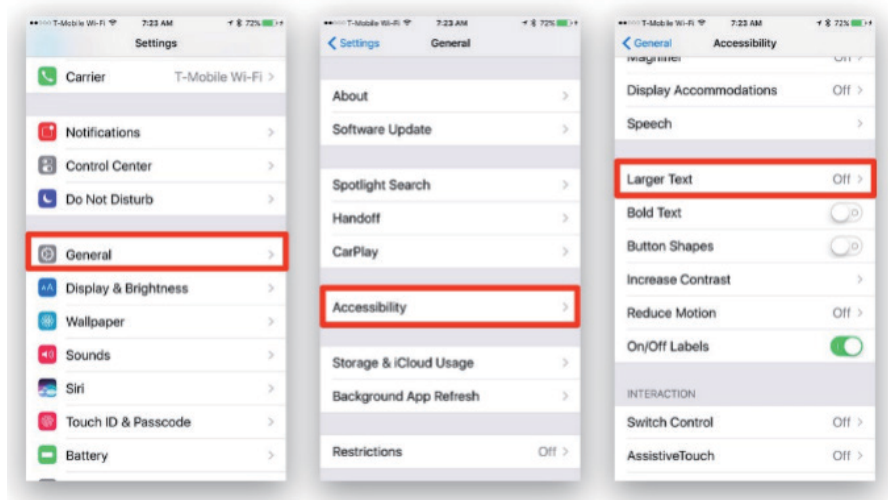 T-Mobile Wi-Fi 7:23 AM 72%
Settings
Carrier T-Mobile Wi-Fi
Notifications
Control Center
Do Not Disturb
General
Display & Brightness
AA
Wallpaper
Sounds
Siri
Touch ID & Passcode
Battery
T-Mobile Wi-Fi 7:23 AM 72%
Settings General
About
Software Update
Spotlight Search
Handoff
CarPlay
Accessibility
Storage & iCloud Usage
Background App Refresh
Restrictions Off
T-Mobile Wi-Fi 7:23 AM 72%
General Accessibility
Magnifier Off
Display Accommodations Off
Speech
Larger Text Off
Bold Text
Button Shapes
Increase Contrast
Reduce Motion Off
On/Off Labels
INTERACTION
Switch Control Off
AssistiveTouch Off